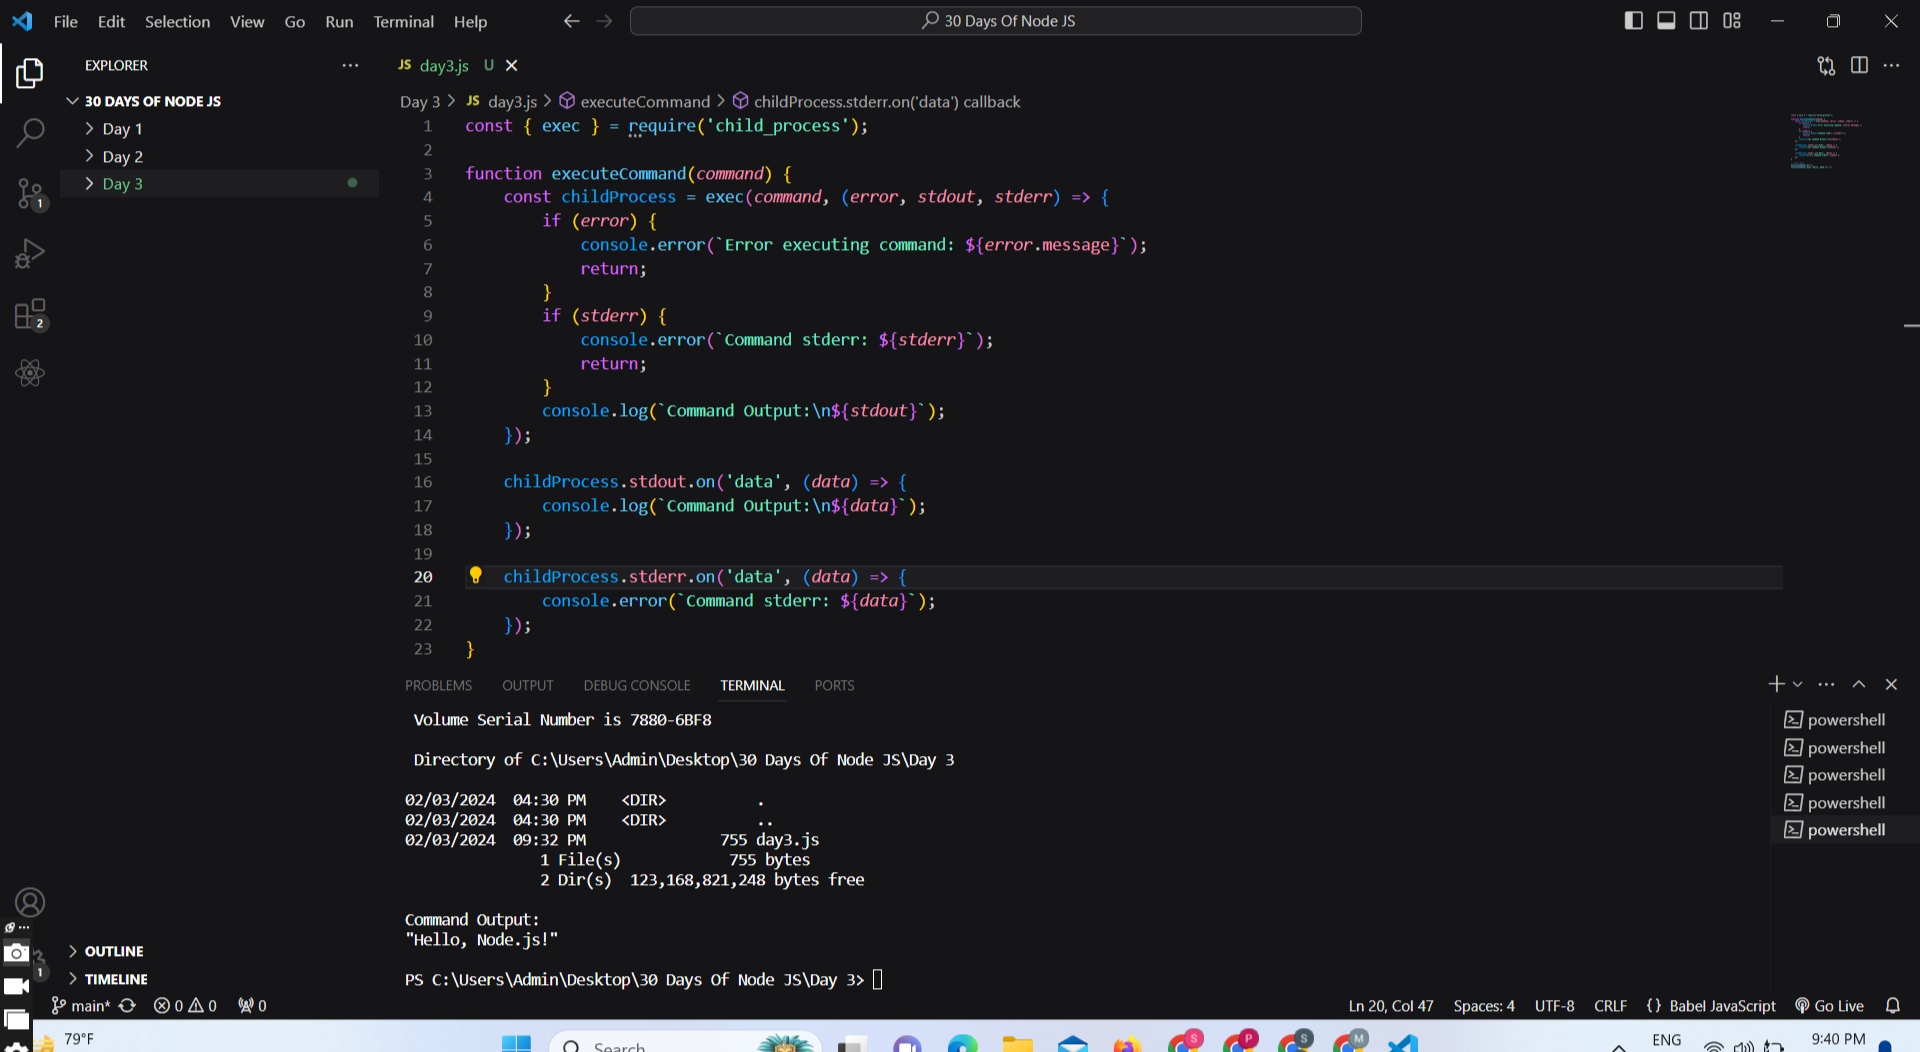 File Edit Selection View Go Run Terminal Help
30 Days Of Node JS
EXPLORER
30 DAYS OF NODE JS
Day 1
Day 2
Day 3
JS day3.js U
Day 3 > JS day3.js > executeCommand > childProcess.stderr.on('data') callback
1 const { exec } = require('child_process');
2
3 function executeCommand(command) {
4 const childProcess = exec(command, (error, stdout, stderr) => {
5 if (error) {
6 console.error(`Error executing command: ${error.message}`);
7 return;
8 }
9 if (stderr) {
10 console.error(`Command stderr: ${stderr}`);
11 return;
12 }
13 console.log(`Command Output:\n${stdout}`);
14 });
15
16 childProcess.stdout.on('data', (data) => {
17 console.log(`Command Output:\n${data}`);
18 });
19
20 childProcess.stderr.on('data', (data) => {
21 console.error(`Command stderr: ${data}`);
22 });
23 }
1
2
1
PROBLEMS OUTPUT DEBUG CONSOLE TERMINAL PORTS
Volume Serial Number is 7880-6BF8
Directory of C:\Users\Admin\Desktop\30 Days Of Node JS\Day 3
02/03/2024 04:30 PM <DIR> .
02/03/2024 04:30 PM <DIR> ..
02/03/2024 09:32 PM 755 day3.js
1 File(s) 755 bytes
2 Dir(s) 123,168,821,248 bytes free
Command Output:
"Hello, Node.js!"
PS C:\Users\Admin\Desktop\30 Days Of Node JS\Day 3>
powershell
powershell
powershell
powershell
powershell
OUTLINE
TIMELINE
main* 0 0 0
Ln 20, Col 47 Spaces: 4 UTF-8 CRLF {} Babel JavaScript Go Live
79°F
Search
S P S M
ENG
9:40 PM